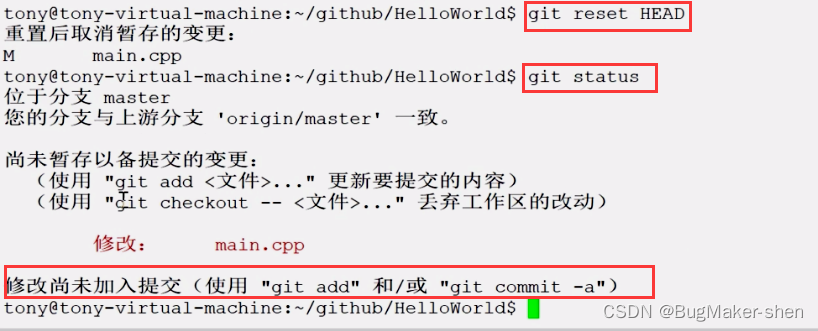 tony@tony-virtual-machine:~/github/HelloWorld$ git reset HEAD
重置后取消暂存的变更：
M	main.cpp
tony@tony-virtual-machine:~/github/HelloWorld$ git status
位于分支 master
您的分支与上游分支 'origin/master' 一致。
尚未暂存以备提交的变更：
（使用 "git add <文件>..." 更新要提交的内容）
（使用 "git checkout -- <文件>..." 丢弃工作区的改动）
修改：	main.cpp
修改尚未加入提交（使用 "git add" 和/或 "git commit -a"）
tony@tony-virtual-machine:~/github/HelloWorld$
CSDN @BugMaker-shen